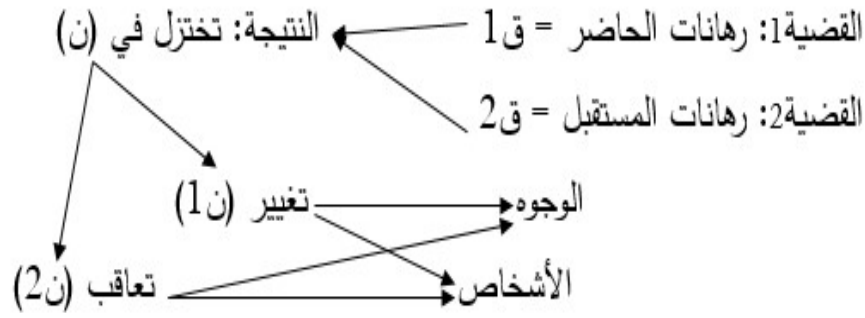 القضية1: رهانات الحاضر = ق1
النتيجة: تختزل في (ن)
القضية2: رهانات المستقبل = ق2
تغيير (ن1)
الوجوه
تعاقب (ن2)
الأشخاص